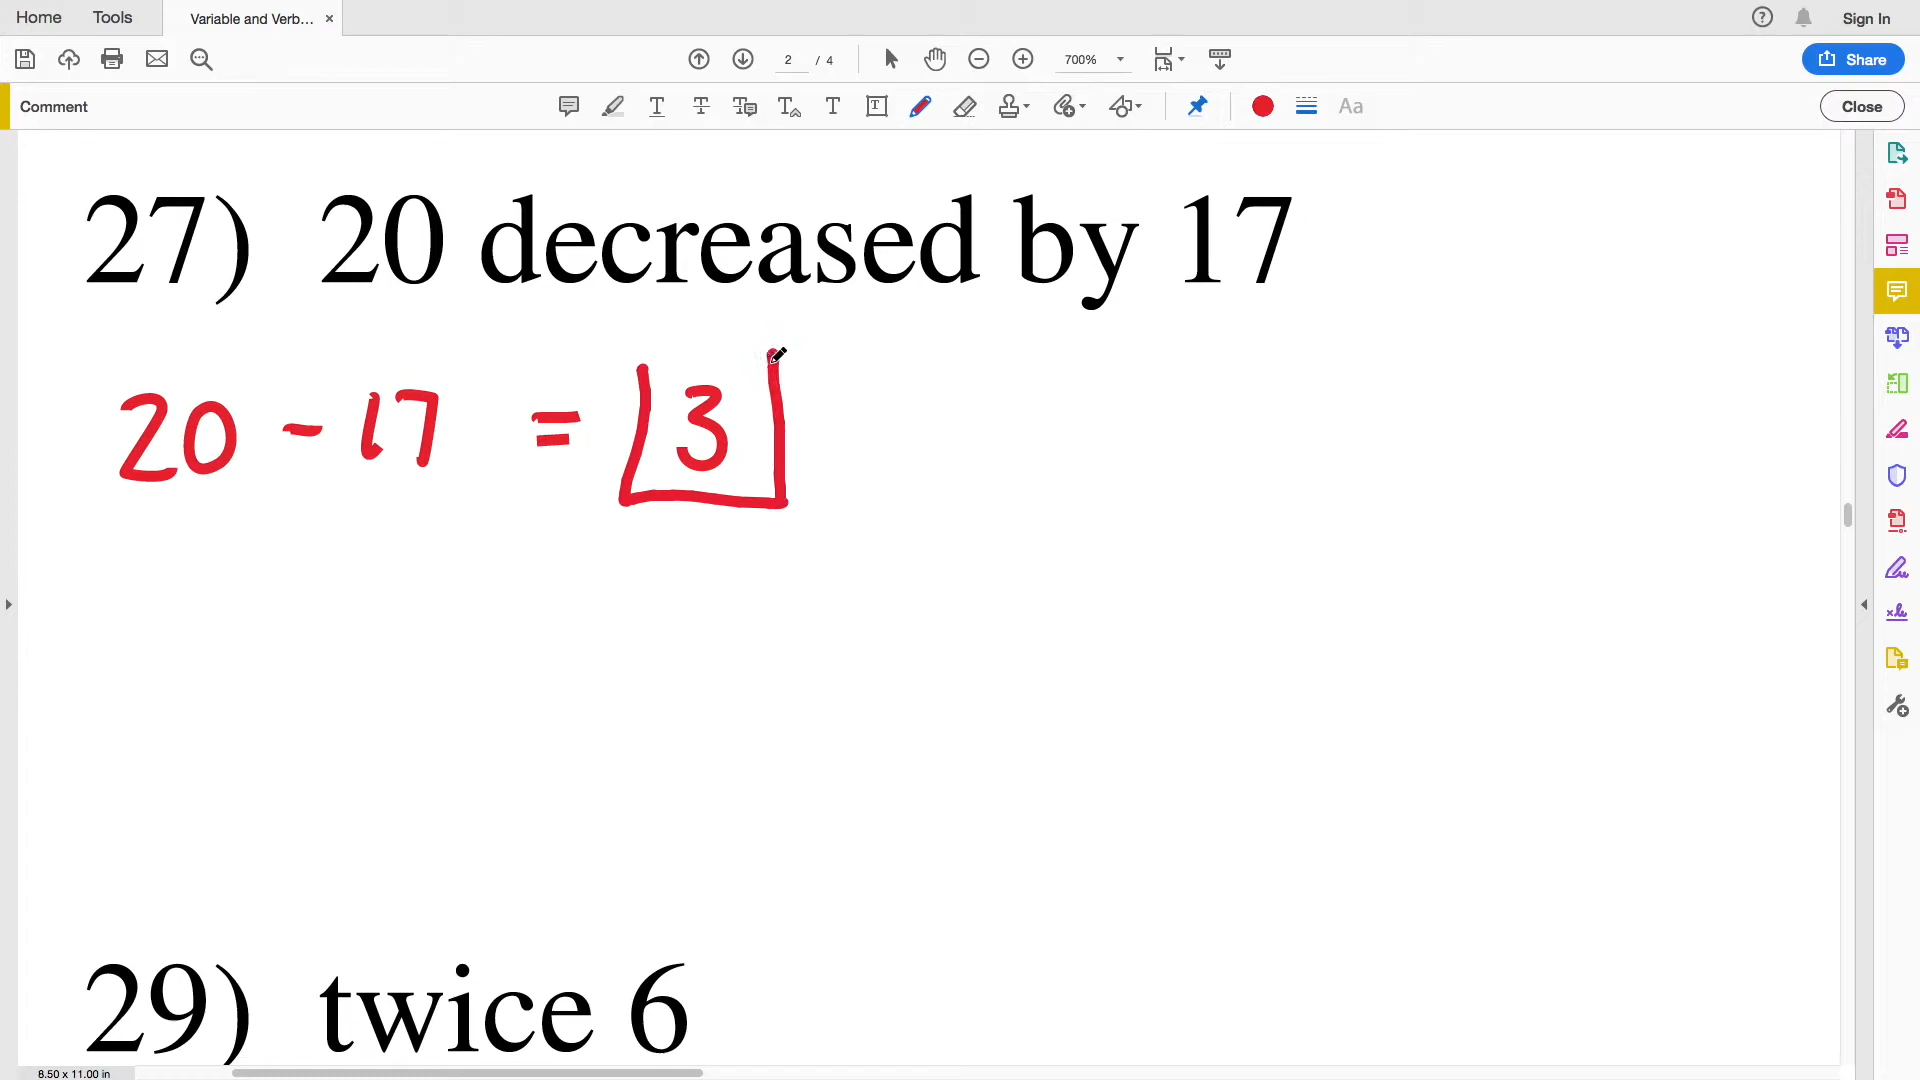 Home Tools Variable and Verb... × Sign In
2 / 4 700% Share
Comment Aa Close
27) 20 decreased by 17
20 - 17 = 3
29) twice 6
8.50 x 11.00 in